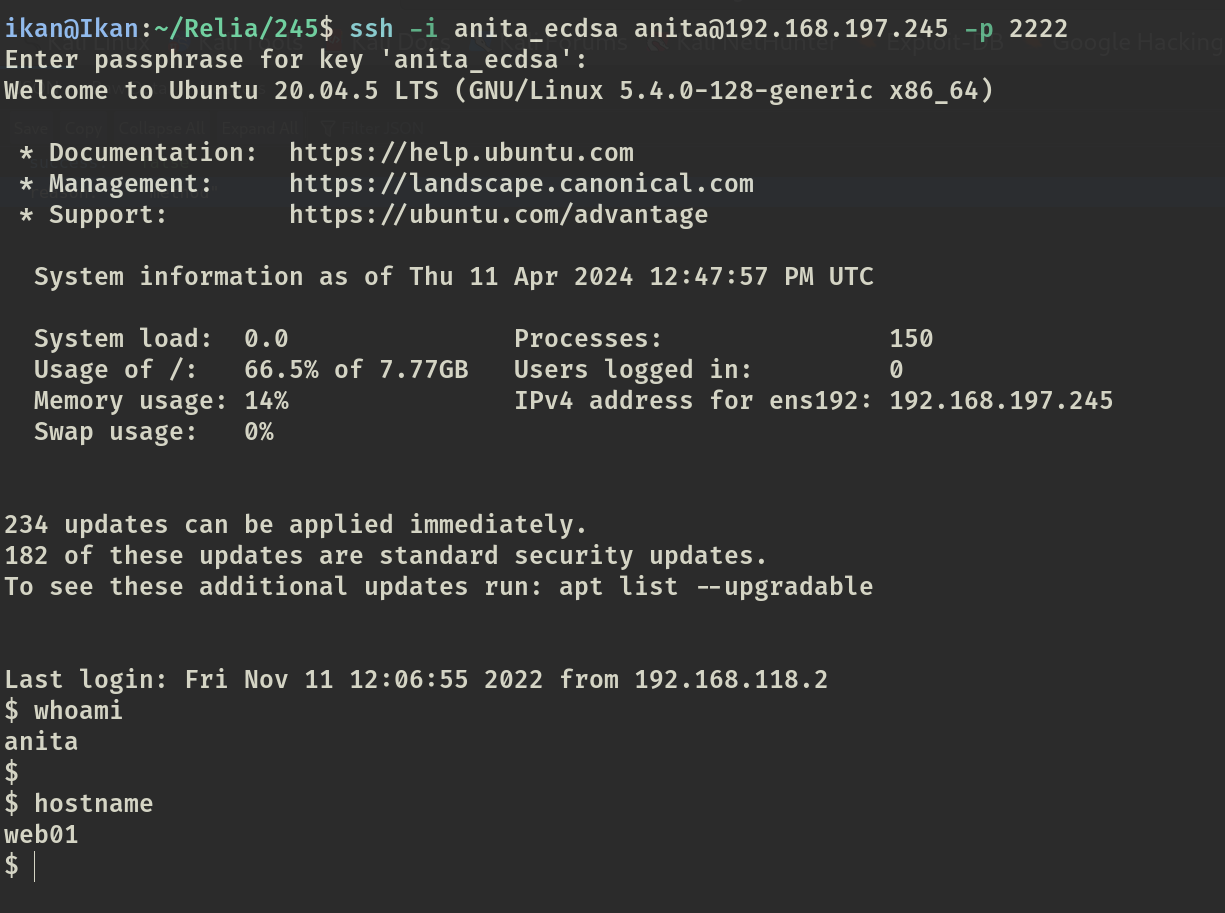 ikan@Ikan:~/Relia/245$ ssh -i anita_ecdsa anita@192.168.197.245 -p 2222
Enter passphrase for key 'anita_ecdsa':
Welcome to Ubuntu 20.04.5 LTS (GNU/Linux 5.4.0-128-generic x86_64)
* Documentation:  https://help.ubuntu.com
* Management:     https://landscape.canonical.com
* Support:        https://ubuntu.com/advantage
System information as of Thu 11 Apr 2024 12:47:57 PM UTC
System load:  0.0               Processes:               150
Usage of /:   66.5% of 7.77GB   Users logged in:         0
Memory usage: 14%               IPv4 address for ens192: 192.168.197.245
Swap usage:   0%
234 updates can be applied immediately.
182 of these updates are standard security updates.
To see these additional updates run: apt list --upgradable
Last login: Fri Nov 11 12:06:55 2022 from 192.168.118.2
$ whoami
anita
$
$ hostname
web01
$